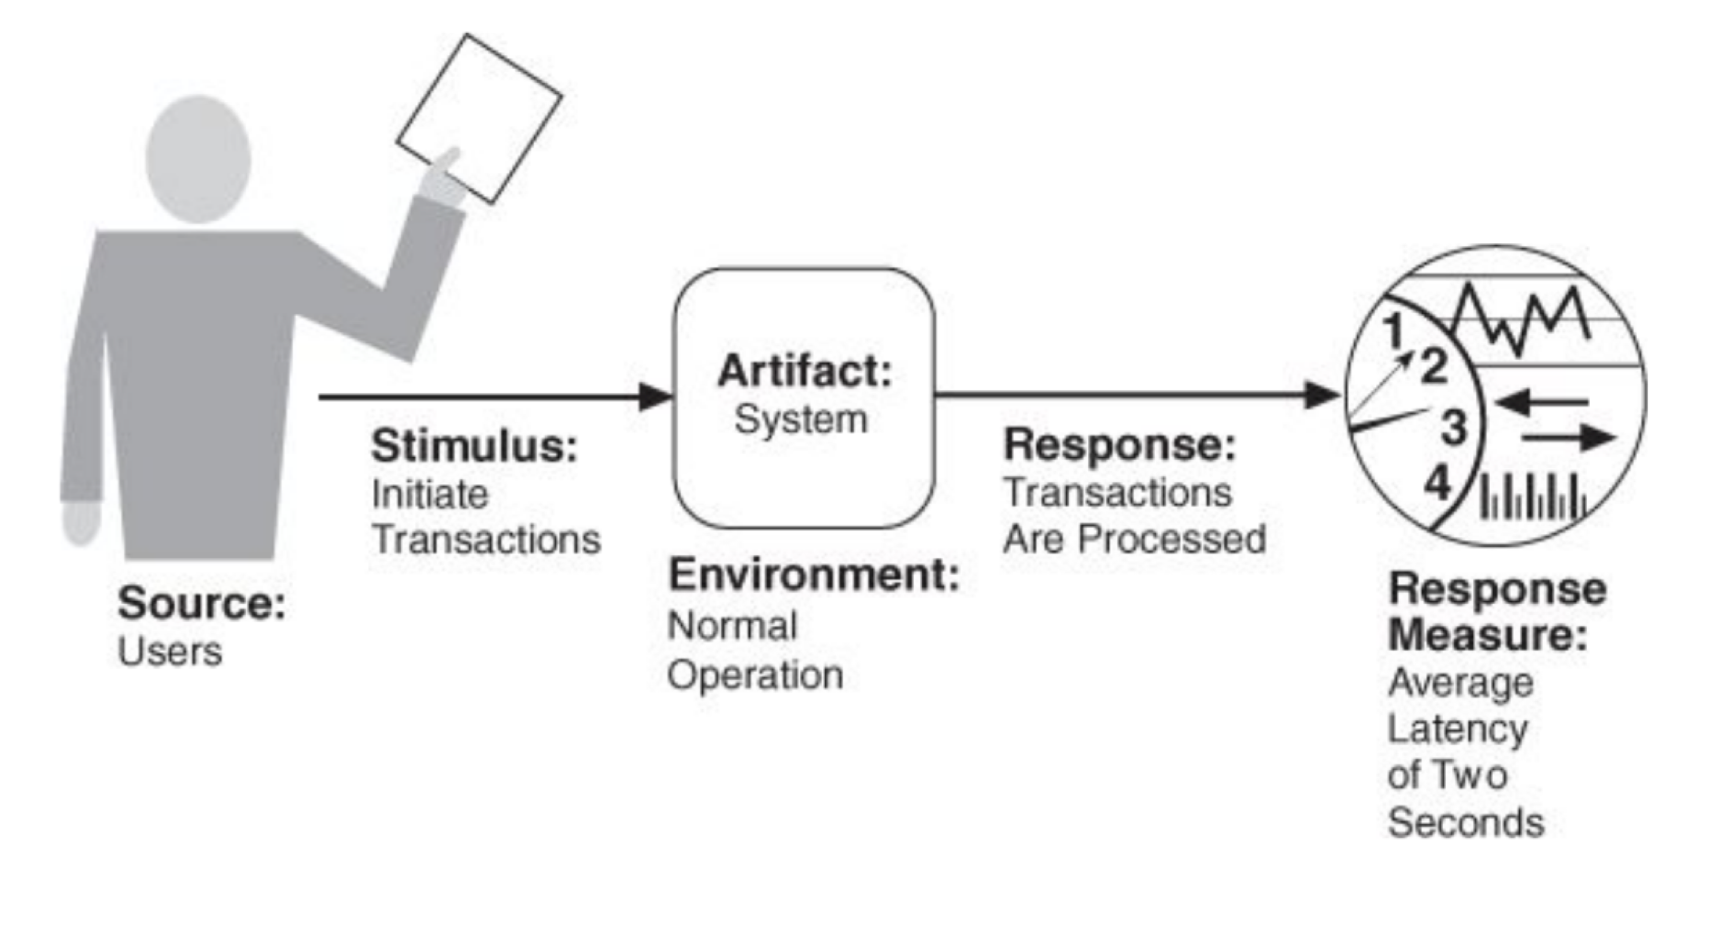 Source:
Users
Stimulus:
Initiate
Transactions
Artifact:
System
Environment:
Normal
Operation
Response:
Transactions
Are Processed
1
2
3
4
Response
Measure:
Average
Latency
of Two
Seconds